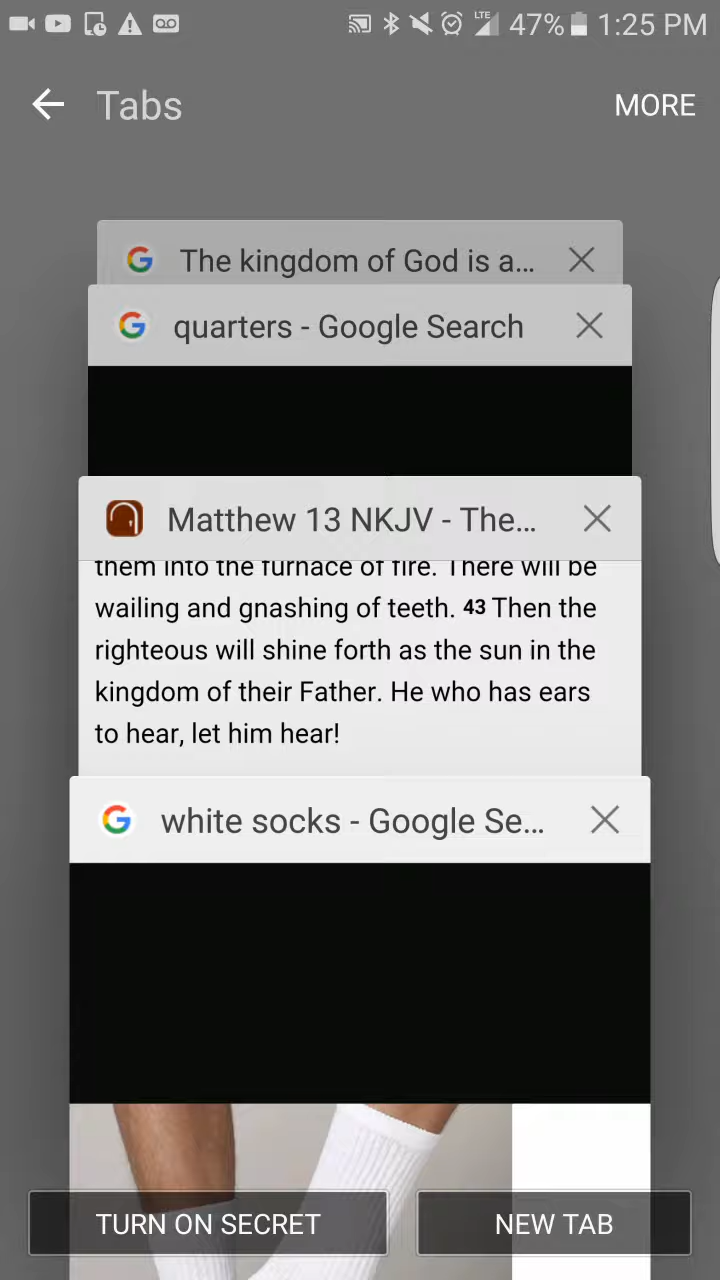 LTE 47% 1:25 PM
Tabs
MORE
The kingdom of God is a...
quarters - Google Search
Matthew 13 NKJV - The...
them into the furnace of fire. There will be
wailing and gnashing of teeth. 43 Then the
righteous will shine forth as the sun in the
kingdom of their Father. He who has ears
to hear, let him hear!
white socks - Google Se...
TURN ON SECRET
NEW TAB